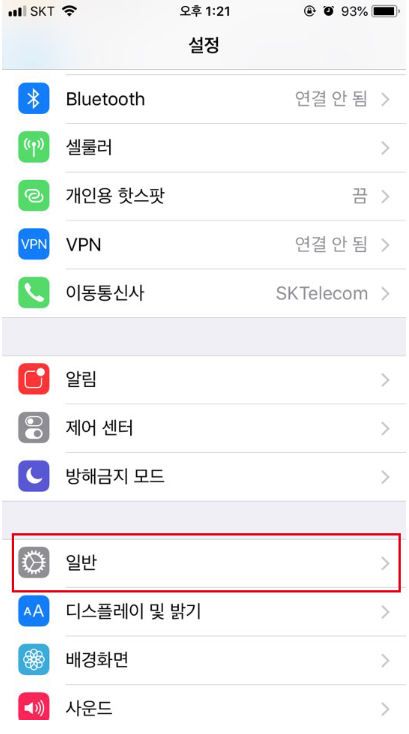 SKT 오후 1:21 93%
설정
Bluetooth 연결 안 됨
셀룰러
개인용 핫스팟 끔
VPN VPN 연결 안 됨
이동통신사 SKTelecom
알림
제어 센터
방해금지 모드
일반
AA 디스플레이 및 밝기
배경화면
사운드